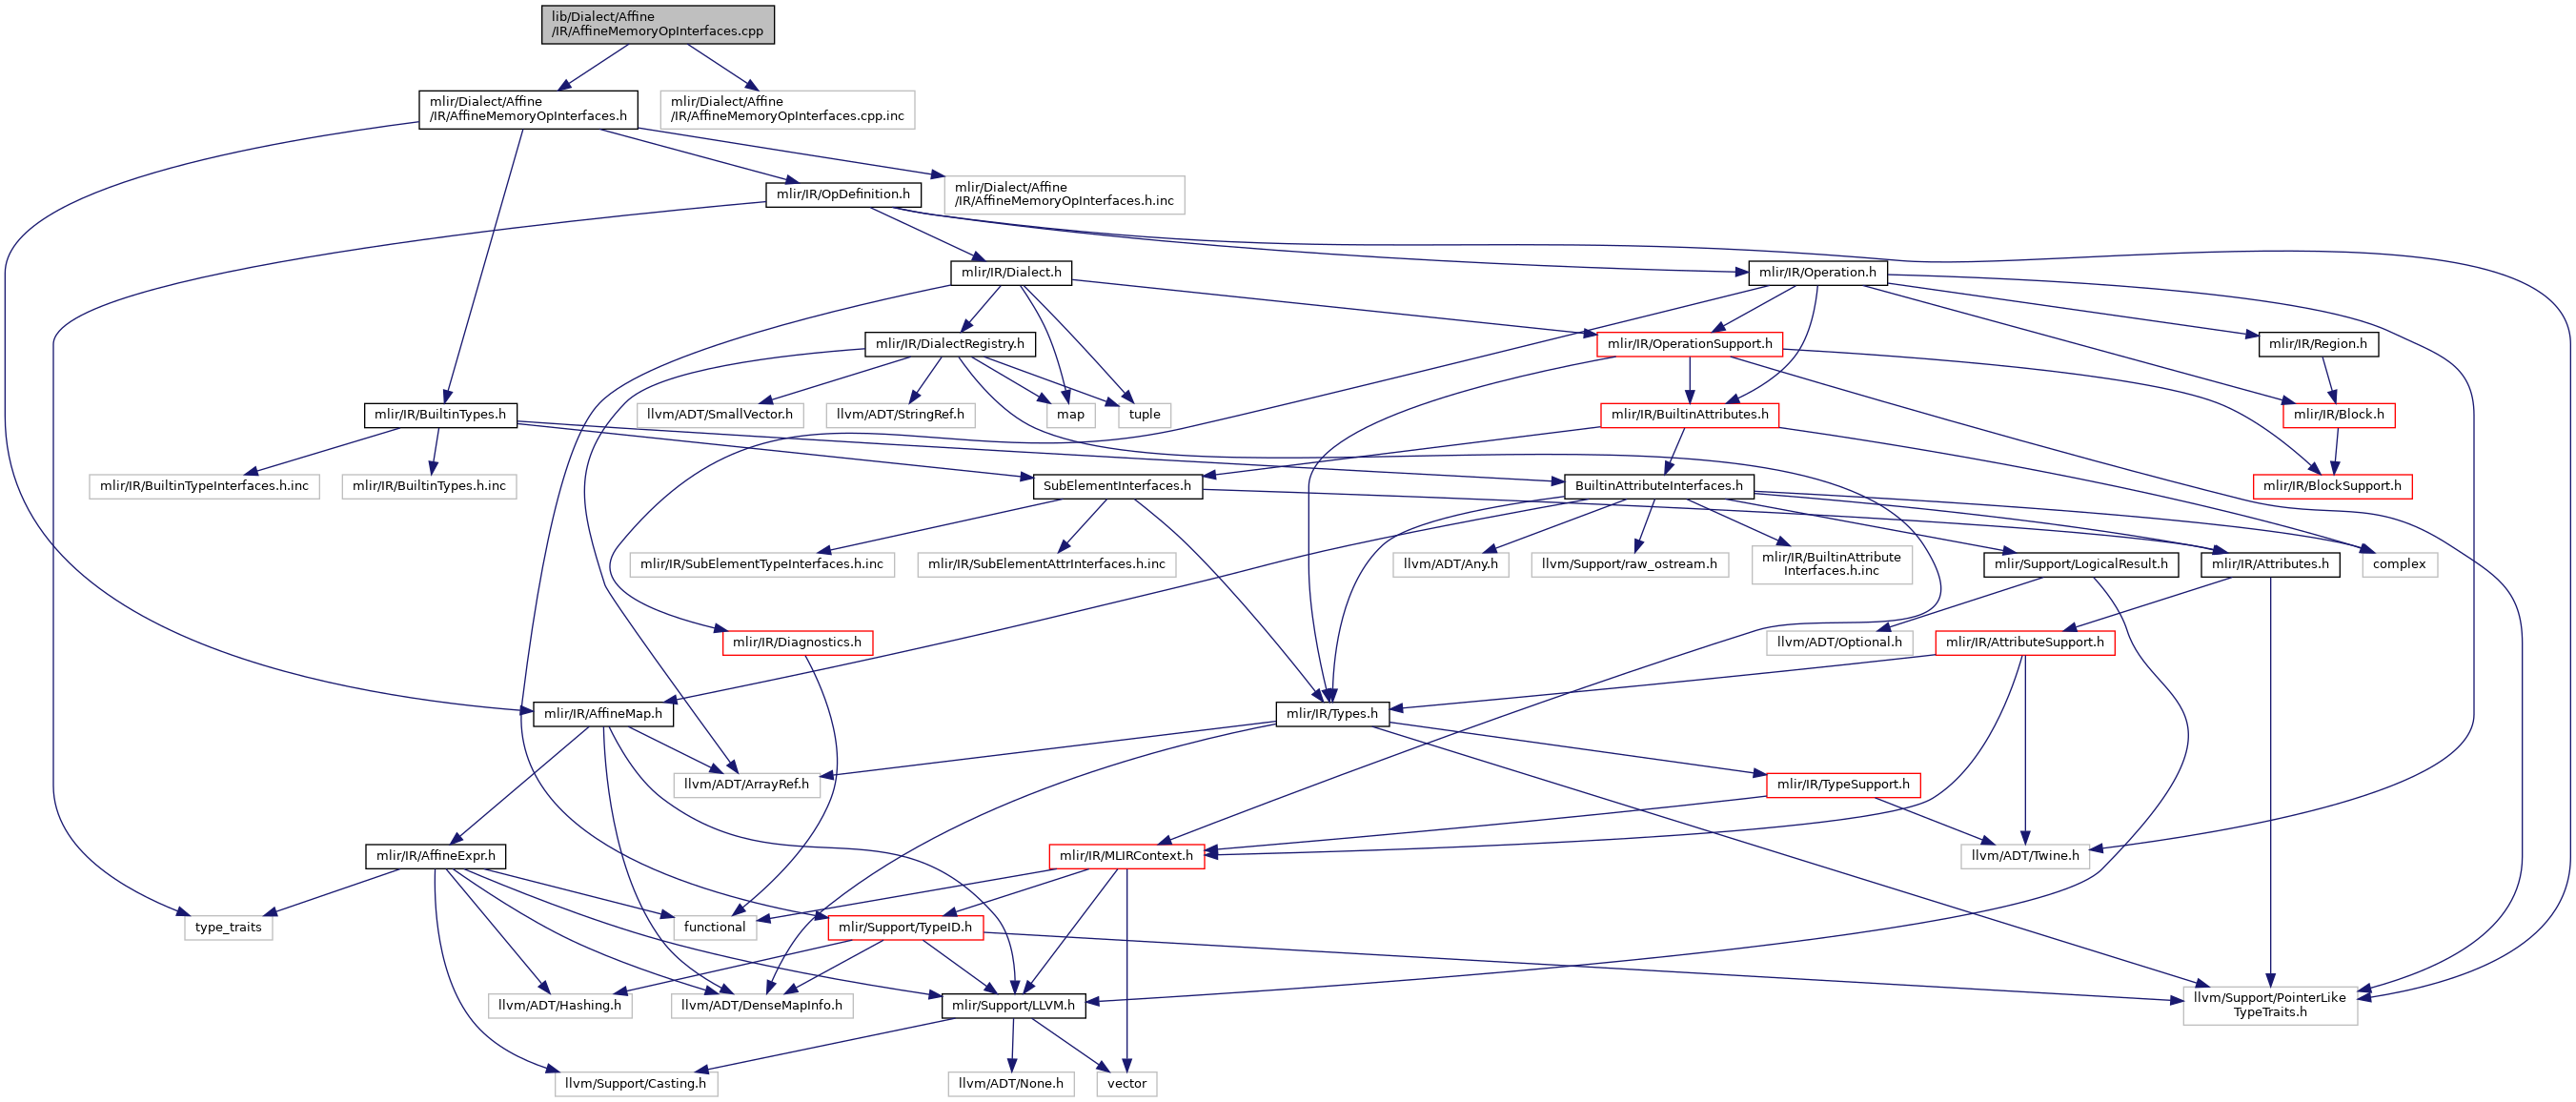 lib/Dialect/Affine
/IR/AffineMemoryOpInterfaces.cpp
mlir/Dialect/Affine
/IR/AffineMemoryOpInterfaces.h
mlir/Dialect/Affine
/IR/AffineMemoryOpInterfaces.cpp.inc
mlir/IR/OpDefinition.h
mlir/Dialect/Affine
/IR/AffineMemoryOpInterfaces.h.inc
mlir/IR/Dialect.h
mlir/IR/Operation.h
mlir/IR/DialectRegistry.h
mlir/IR/OperationSupport.h
mlir/IR/Region.h
mlir/IR/BuiltinTypes.h
llvm/ADT/SmallVector.h
llvm/ADT/StringRef.h
map
tuple
mlir/IR/BuiltinAttributes.h
mlir/IR/Block.h
mlir/IR/BuiltinTypeInterfaces.h.inc
mlir/IR/BuiltinTypes.h.inc
SubElementInterfaces.h
BuiltinAttributeInterfaces.h
mlir/IR/BlockSupport.h
mlir/IR/SubElementTypeInterfaces.h.inc
mlir/IR/SubElementAttrInterfaces.h.inc
llvm/ADT/Any.h
llvm/Support/raw_ostream.h
mlir/IR/BuiltinAttribute
Interfaces.h.inc
mlir/Support/LogicalResult.h
mlir/IR/Attributes.h
complex
mlir/IR/Diagnostics.h
llvm/ADT/Optional.h
mlir/IR/AttributeSupport.h
mlir/IR/AffineMap.h
mlir/IR/Types.h
llvm/ADT/ArrayRef.h
mlir/IR/TypeSupport.h
mlir/IR/AffineExpr.h
mlir/IR/MLIRContext.h
llvm/ADT/Twine.h
type_traits
functional
mlir/Support/TypeID.h
llvm/ADT/Hashing.h
llvm/ADT/DenseMapInfo.h
mlir/Support/LLVM.h
llvm/Support/PointerLike
TypeTraits.h
llvm/Support/Casting.h
llvm/ADT/None.h
vector